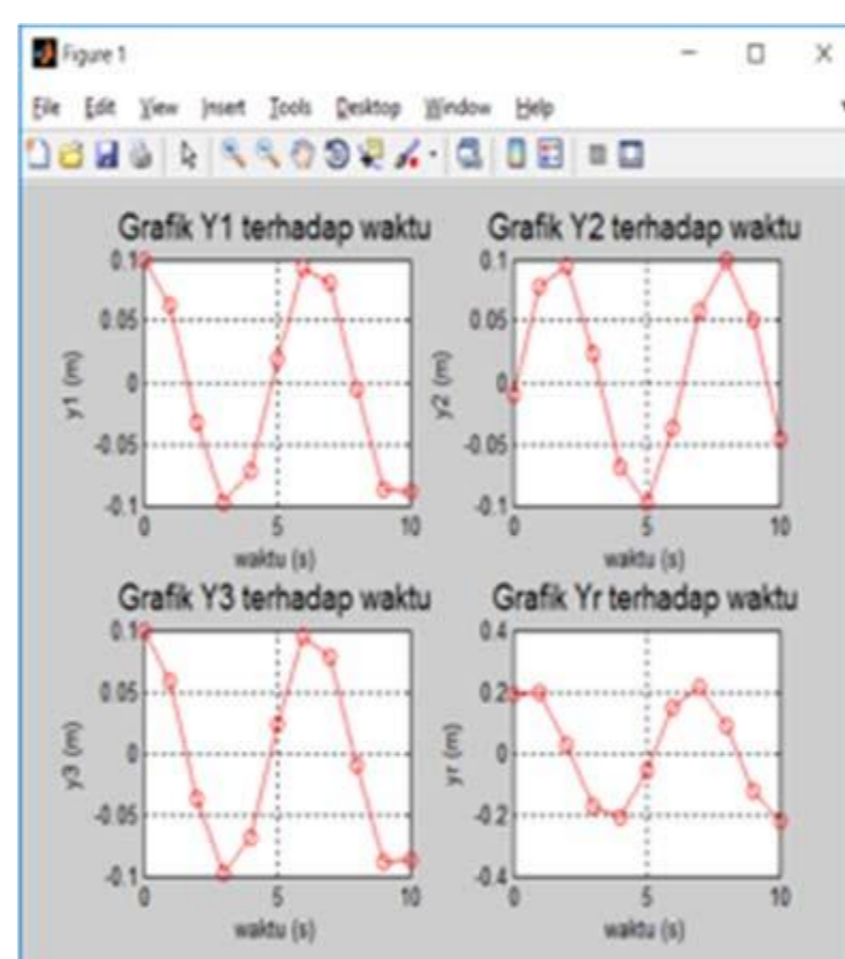 Figure 1
File Edit View Insert Tools Desktop Window Help
Grafik Y1 terhadap waktu
0.1
0.05
0
-0.05
-0.1
y1 (m)
0 5 10
waktu (s)
Grafik Y2 terhadap waktu
0.1
0.05
0
-0.05
-0.1
y2 (m)
0 5 10
waktu (s)
Grafik Y3 terhadap waktu
0.1
0.05
0
-0.05
-0.1
y3 (m)
0 5 10
waktu (s)
Grafik Yr terhadap waktu
0.4
0.2
0
-0.2
-0.4
yr (m)
0 5 10
waktu (s)